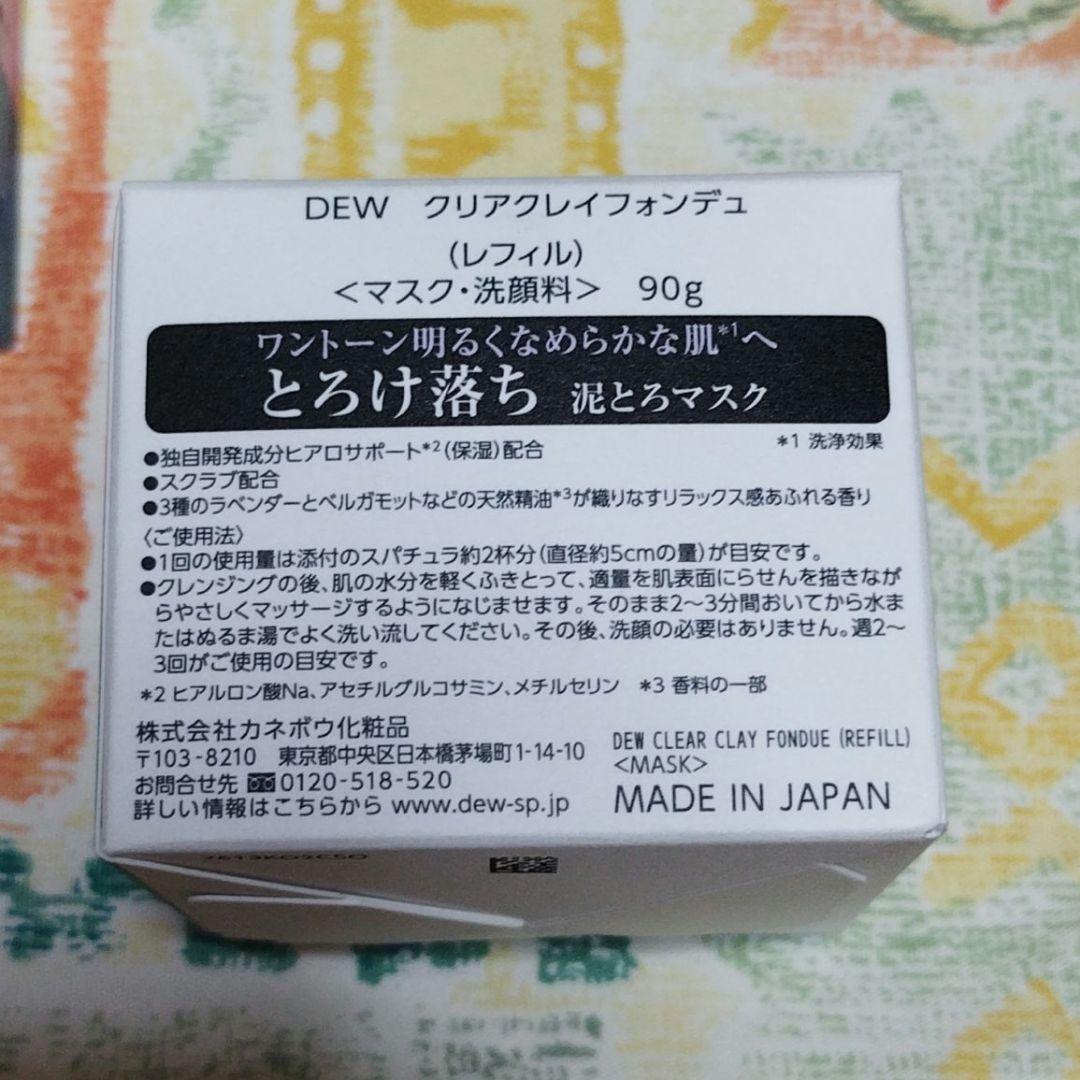 DEW クリアクレイフォンデュ
(レフィル)
<マスク・洗顔料> 90g
ワントーン明るくなめらかな肌*1へ
とろけ落ち 泥とろマスク
*1 洗浄効果
●独自開発成分ヒアロサポート*2(保湿)配合
●スクラブ配合
●3種のラベンダーとベルガモットなどの天然精油*3が織りなすリラックス感あふれる香り
〈ご使用法〉
●1回の使用量は添付のスパチュラ約2杯分(直径約5cmの量)が目安です。
●クレンジングの後、肌の水分を軽くふきとって、適量を肌表面にらせんを描きなが
らやさしくマッサージするようになじませます。そのまま2～3分間おいてから水ま
たはぬるま湯でよく洗い流してください。その後、洗顔の必要はありません。週2～
3回がご使用の目安です。
*2 ヒアルロン酸Na、アセチルグルコサミン、メチルセリン *3 香料の一部
株式会社カネボウ化粧品
〒103-8210 東京都中央区日本橋茅場町1-14-10
お問合せ先 0120-518-520
詳しい情報はこちらから www.dew-sp.jp
DEW CLEAR CLAY FONDUE (REFILL)
<MASK>
MADE IN JAPAN